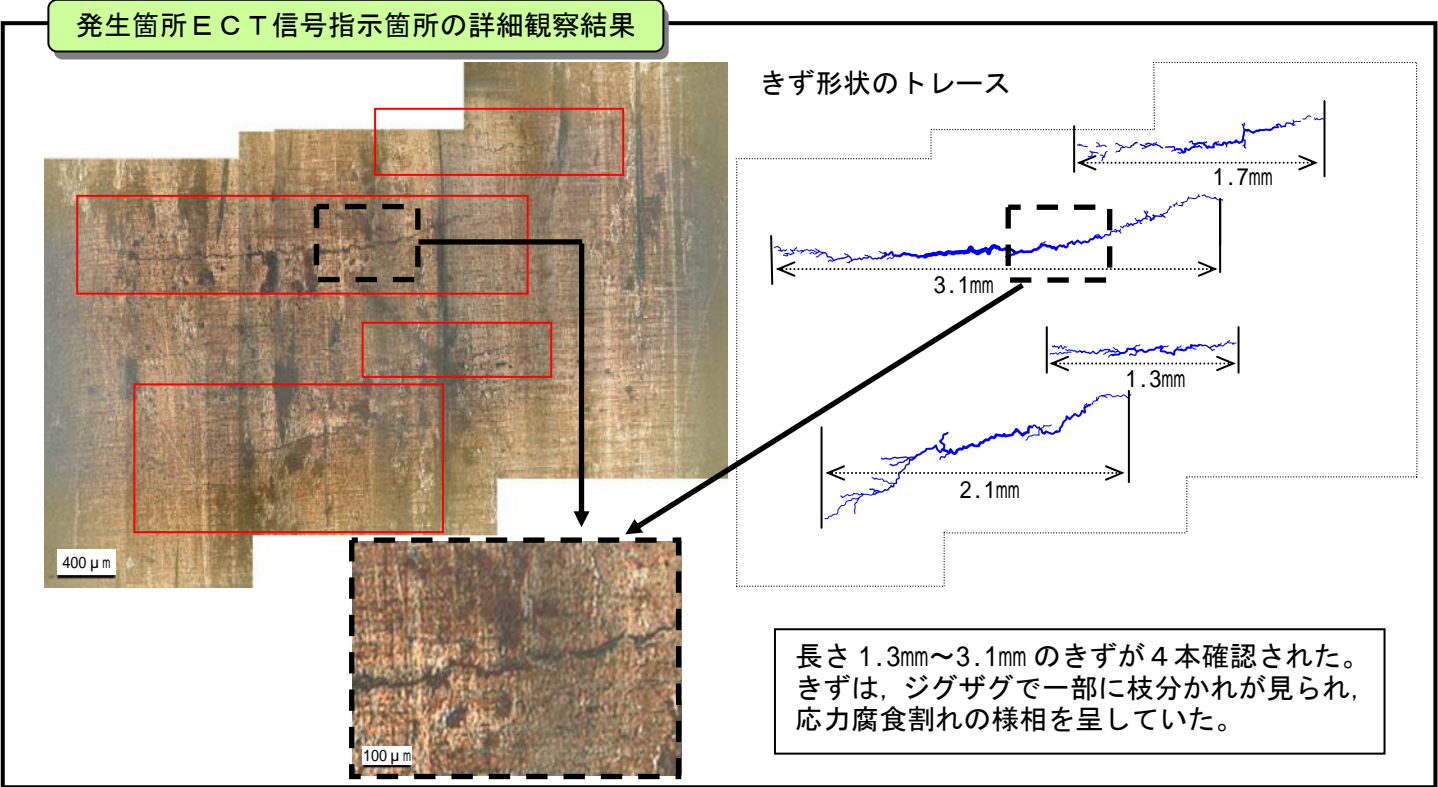 発生箇所ＥＣＴ信号指示箇所の詳細観察結果
きず形状のトレース
1.7㎜
3.1㎜
1.3㎜
2.1㎜
400μm
100μm
長さ 1.3㎜～3.1㎜ のきずが４本確認された。
きずは，ジグザグで一部に枝分かれが見られ，
応力腐食割れの様相を呈していた。